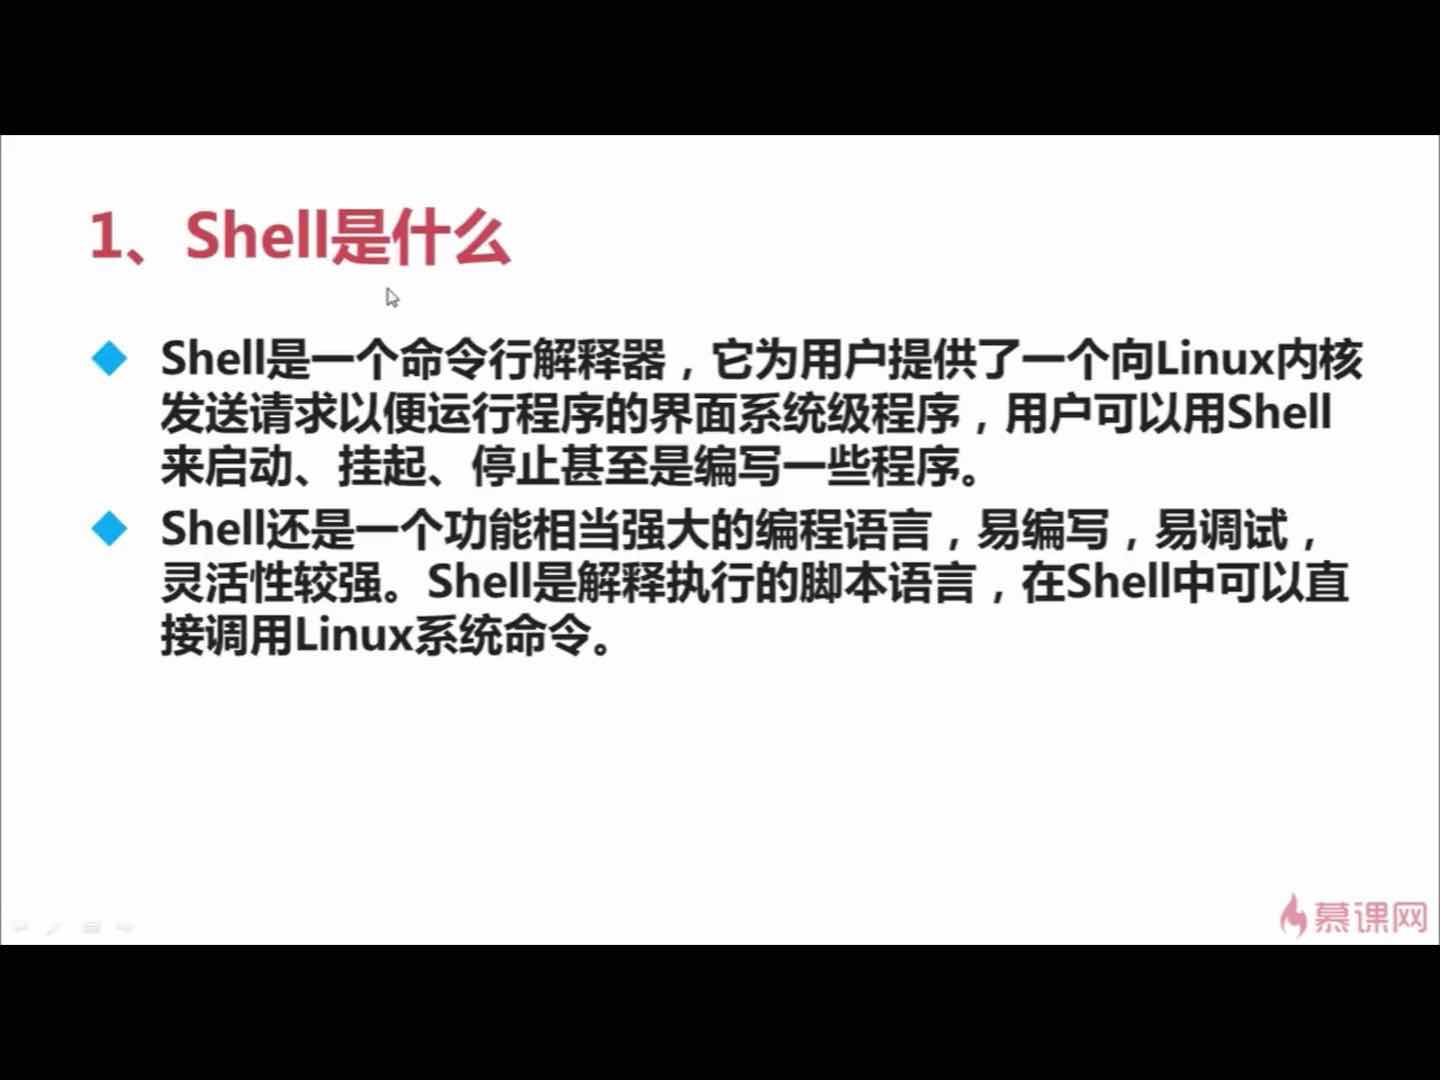 1、Shell是什么
Shell是一个命令行解释器，它为用户提供了一个向Linux内核
发送请求以便运行程序的界面系统级程序，用户可以用Shell
来启动、挂起、停止甚至是编写一些程序。
Shell还是一个功能相当强大的编程语言，易编写，易调试，
灵活性较强。Shell是解释执行的脚本语言，在Shell中可以直
接调用Linux系统命令。
慕课网